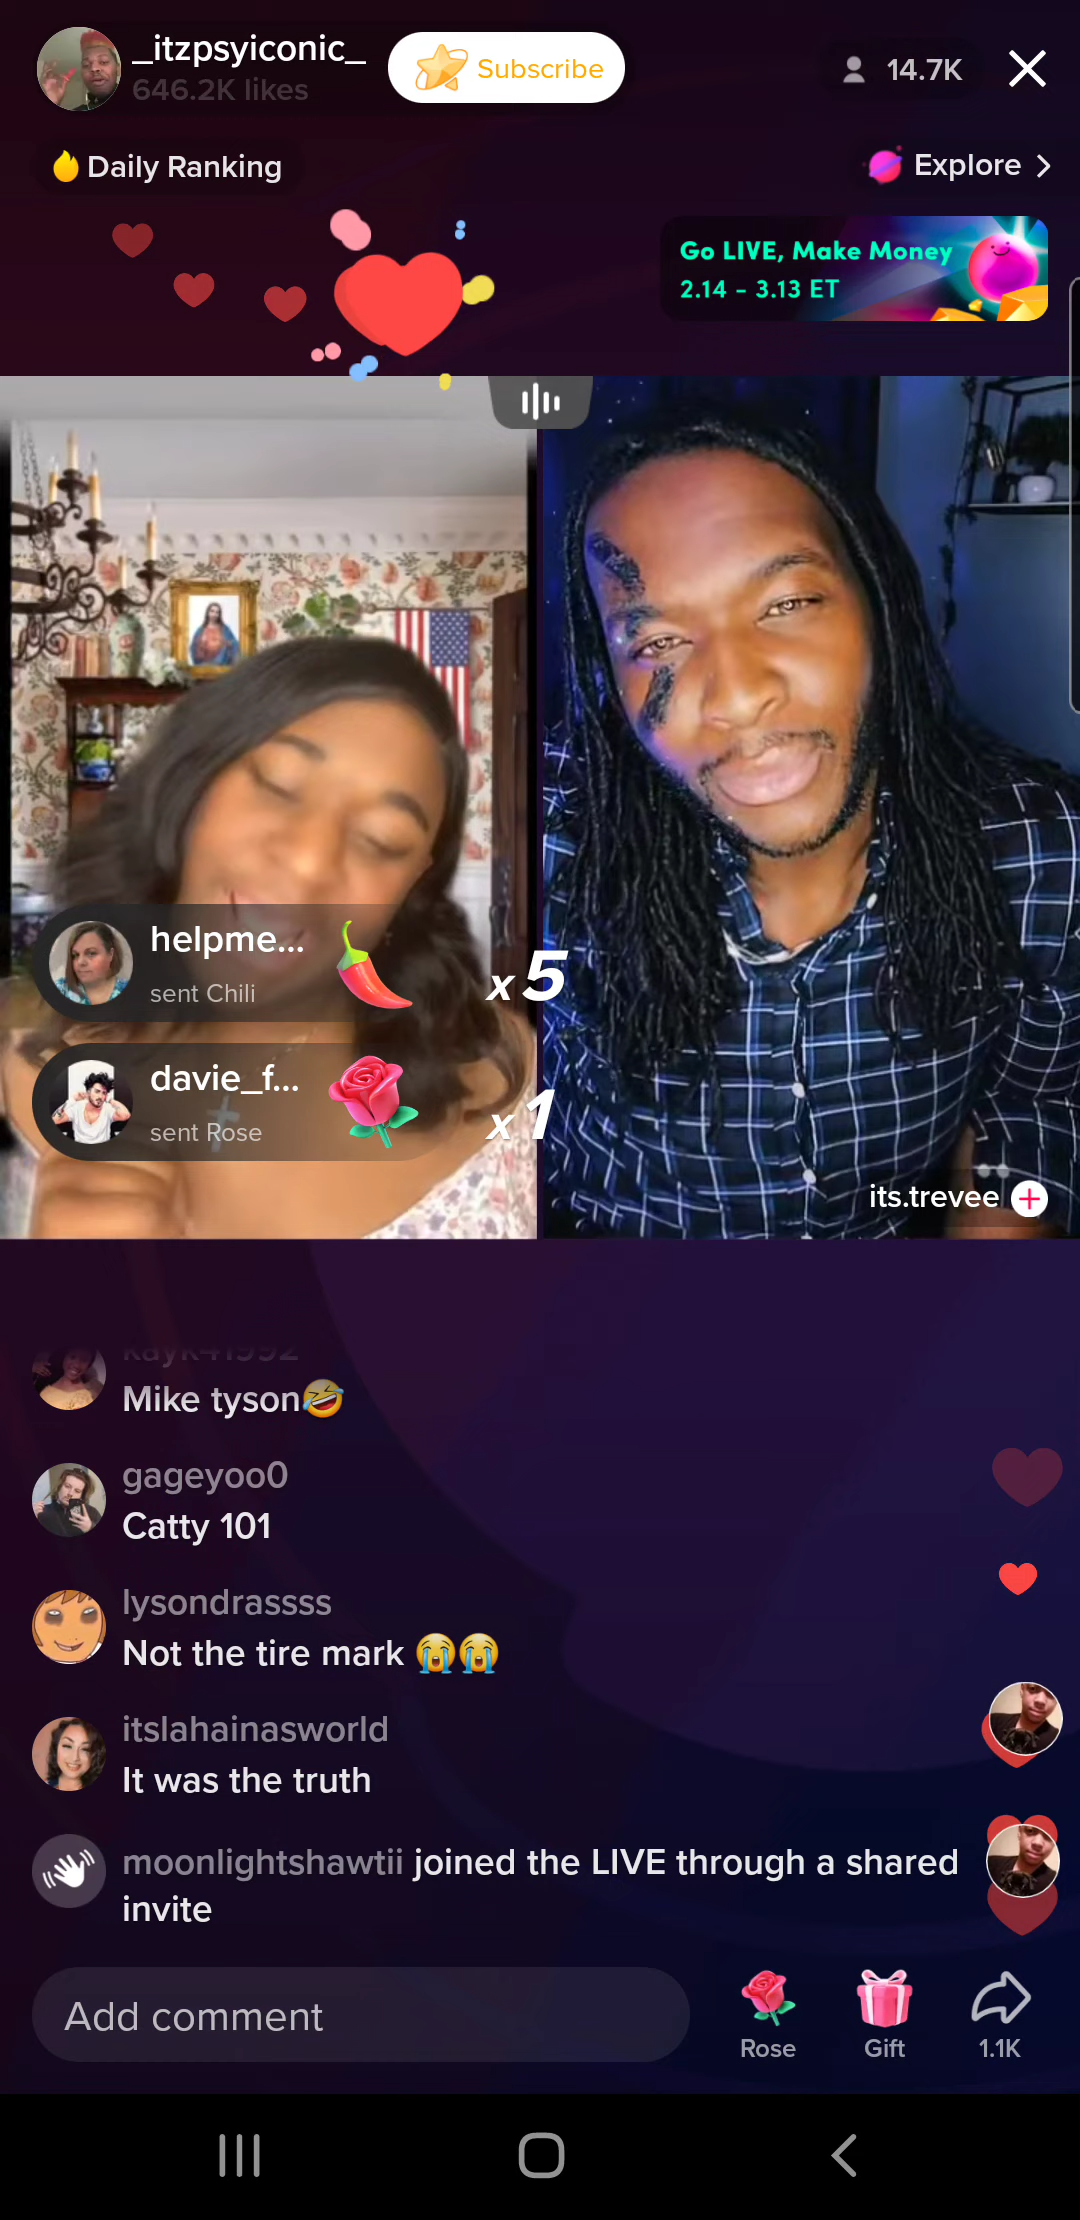 _itzpsyiconic_
646.2K likes
Subscribe
14.7K
Daily Ranking
Explore
Go LIVE, Make Money
2.14 - 3.13 ET
helpme...
sent Chili
x5
davie_f...
sent Rose
x1
its.trevee
kayk41992
Mike tyson🤣
gageyoo0
Catty 101
lysondrassss
Not the tire mark 😭😭
itslahainasworld
It was the truth
moonlightshawtii joined the LIVE through a shared
invite
Add comment
Rose
Gift
1.1K